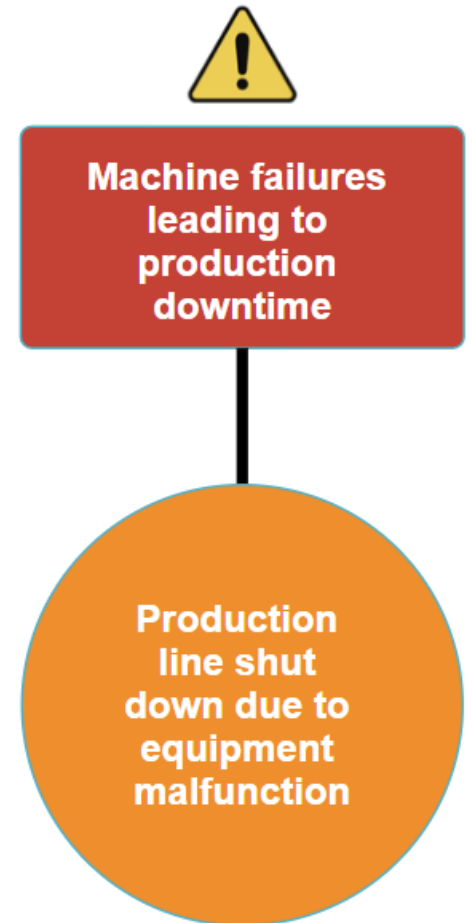 Machine failures
leading to
production
downtime
Production
line shut
down due to
equipment
malfunction